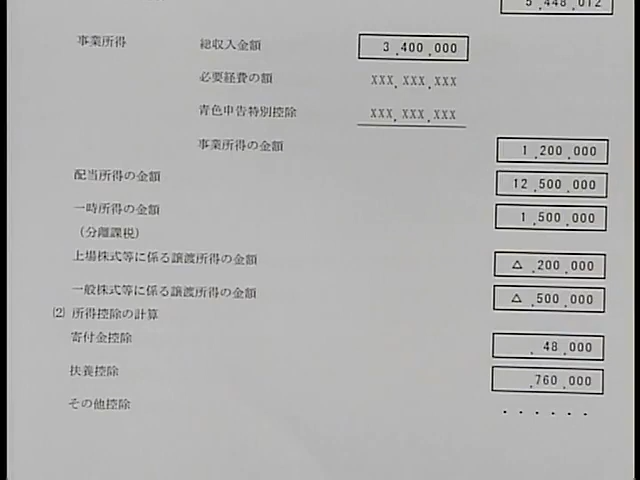 5 448 012
事業所得 総収入金額 3,400,000
必要経費の額 XXX,XXX,XXX
青色申告特別控除 XXX,XXX,XXX
事業所得の金額 1,200,000
配当所得の金額 12,500,000
一時所得の金額 1,500,000
(分離課税)
上場株式等に係る譲渡所得の金額 △,200,000
一般株式等に係る譲渡所得の金額 △,500,000
⑵ 所得控除の計算
寄付金控除 ,48,000
扶養控除 ,760,000
その他控除 ......